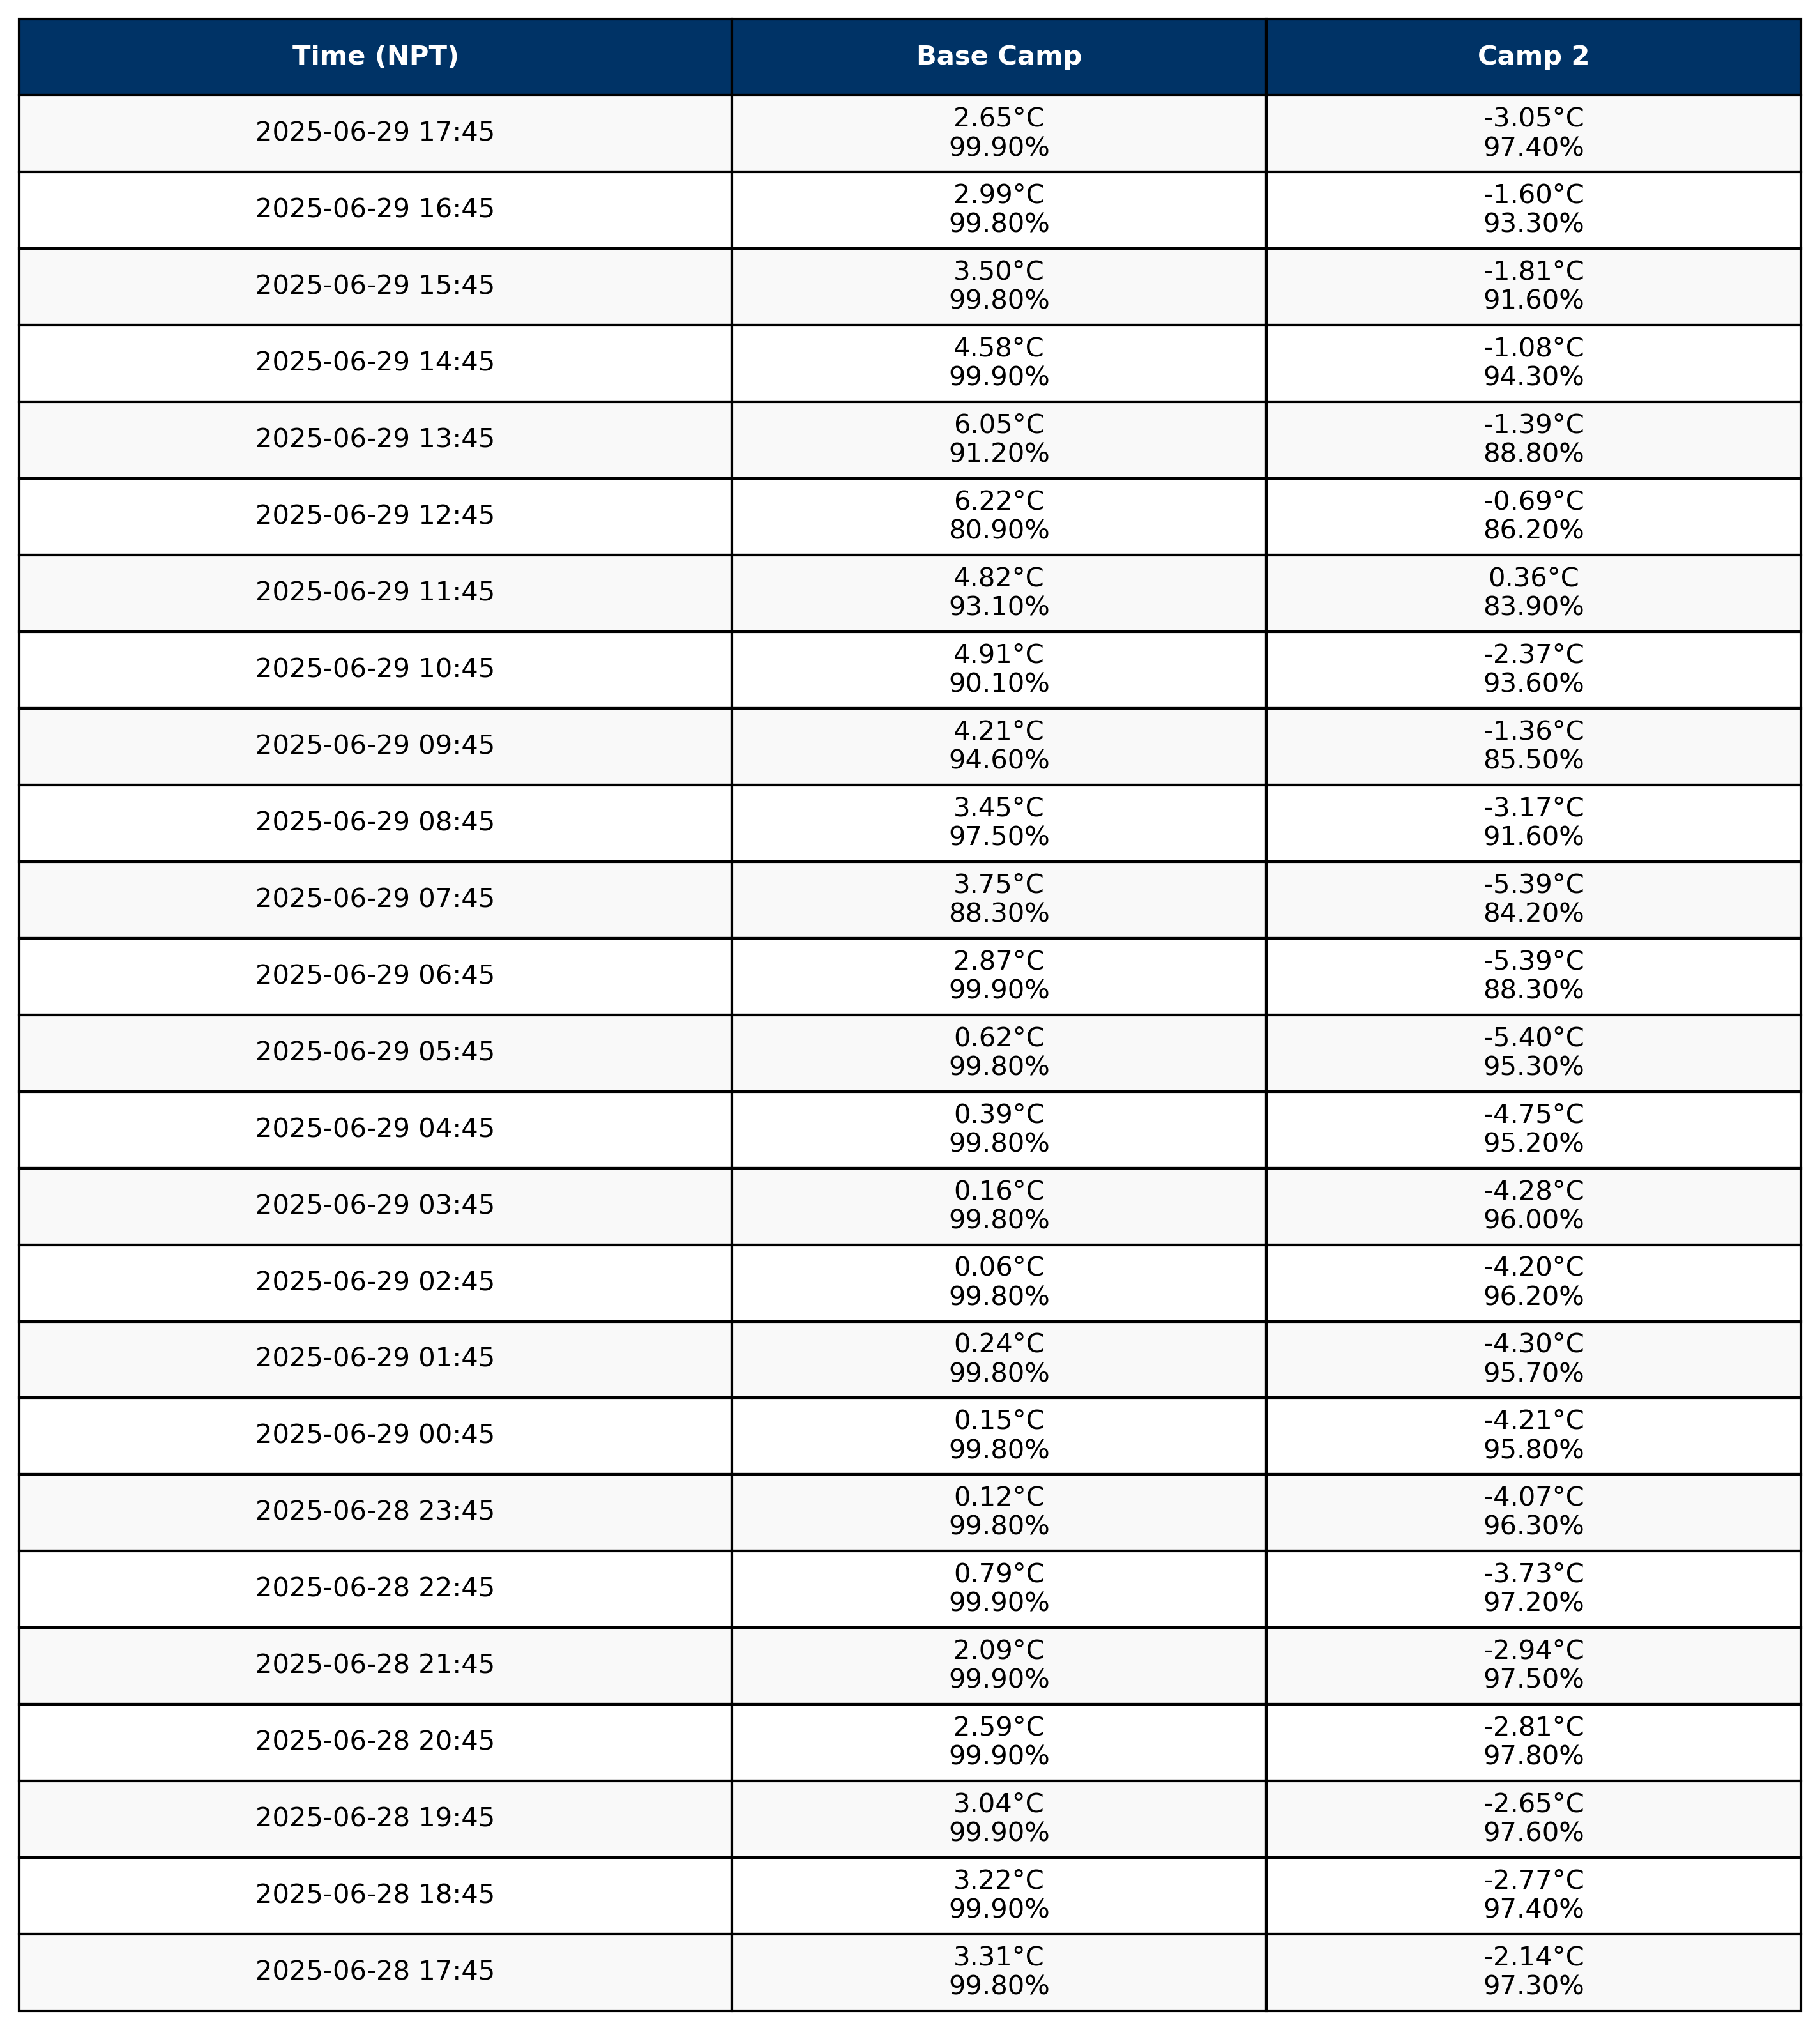 Time (NPT) Base Camp Camp 2
2025-06-29 17:45 2.65°C -3.05°C
99.90% 97.40%
2025-06-29 16:45 2.99°C -1.60°C
99.80% 93.30%
2025-06-29 15:45 3.50°C -1.81°C
99.80% 91.60%
2025-06-29 14:45 4.58°C -1.08°C
99.90% 94.30%
2025-06-29 13:45 6.05°C -1.39°C
91.20% 88.80%
2025-06-29 12:45 6.22°C -0.69°C
80.90% 86.20%
2025-06-29 11:45 4.82°C 0.36°C
93.10% 83.90%
2025-06-29 10:45 4.91°C -2.37°C
90.10% 93.60%
2025-06-29 09:45 4.21°C -1.36°C
94.60% 85.50%
2025-06-29 08:45 3.45°C -3.17°C
97.50% 91.60%
2025-06-29 07:45 3.75°C -5.39°C
88.30% 84.20%
2025-06-29 06:45 2.87°C -5.39°C
99.90% 88.30%
2025-06-29 05:45 0.62°C -5.40°C
99.80% 95.30%
2025-06-29 04:45 0.39°C -4.75°C
99.80% 95.20%
2025-06-29 03:45 0.16°C -4.28°C
99.80% 96.00%
2025-06-29 02:45 0.06°C -4.20°C
99.80% 96.20%
2025-06-29 01:45 0.24°C -4.30°C
99.80% 95.70%
2025-06-29 00:45 0.15°C -4.21°C
99.80% 95.80%
2025-06-28 23:45 0.12°C -4.07°C
99.80% 96.30%
2025-06-28 22:45 0.79°C -3.73°C
99.90% 97.20%
2025-06-28 21:45 2.09°C -2.94°C
99.90% 97.50%
2025-06-28 20:45 2.59°C -2.81°C
99.90% 97.80%
2025-06-28 19:45 3.04°C -2.65°C
99.90% 97.60%
2025-06-28 18:45 3.22°C -2.77°C
99.90% 97.40%
2025-06-28 17:45 3.31°C -2.14°C
99.80% 97.30%